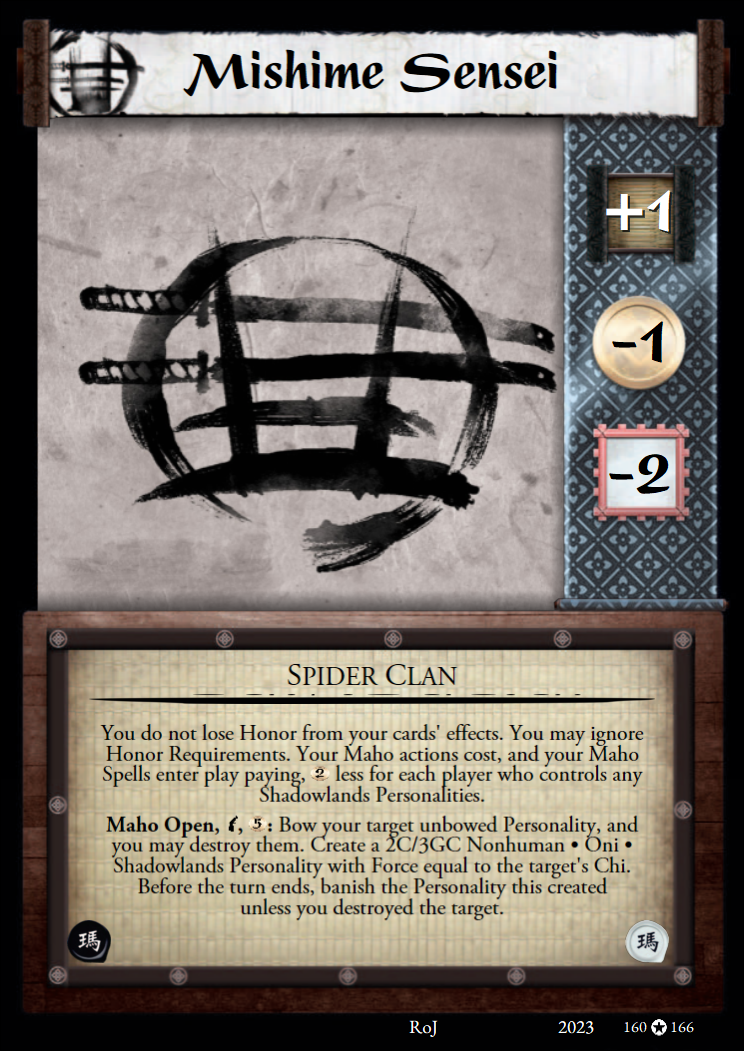 Mishime Sensei
+1
-1
-2
Spider Clan
You do not lose Honor from your cards' effects. You may ignore
Honor Requirements. Your Maho actions cost, and your Maho
Spells enter play paying, 2 less for each player who controls any
Shadowlands Personalities.
Maho Open, , 5: Bow your target unbowed Personality, and
you may destroy them. Create a 2C/3GC Nonhuman • Oni •
Shadowlands Personality with Force equal to the target's Chi.
Before the turn ends, banish the Personality this created
unless you destroyed the target.
瑪 瑪
RoJ 2023 160 166